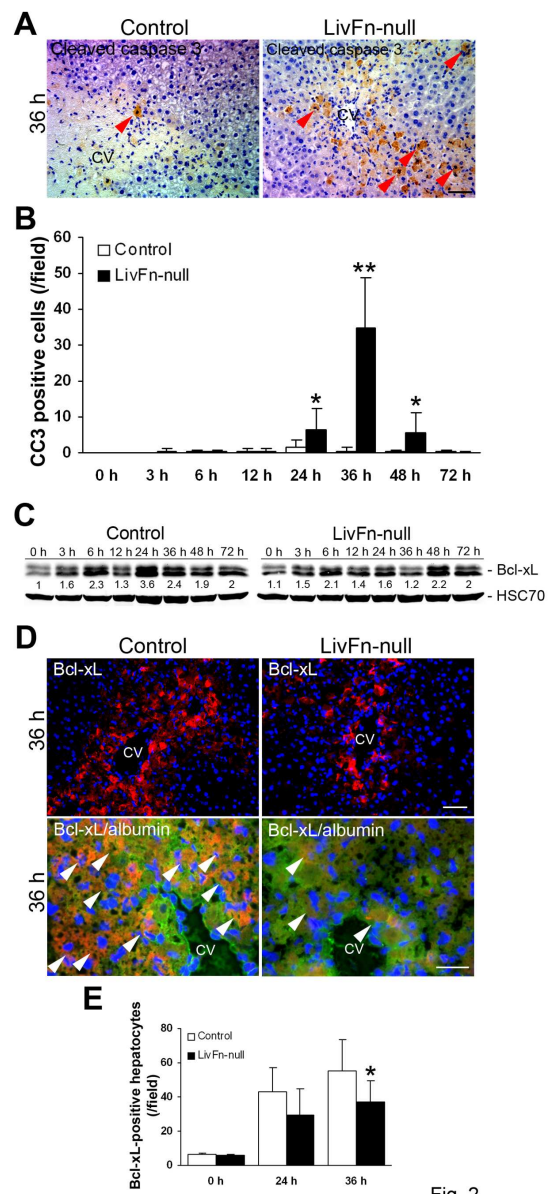 A
Control LivFn-null
Cleaved caspase 3 Cleaved caspase 3
36 h
CV CV
B
CC3 positive cells (/field)
60
50
40
30
20
10
0
Control
LivFn-null
* ** *
0 h 3 h 6 h 12 h 24 h 36 h 48 h 72 h
C
Control LivFn-null
0 h 3 h 6 h 12 h 24 h 36 h 48 h 72 h 0 h 3 h 6 h 12 h 24 h 36 h 48 h 72 h
- Bcl-xL
1 1.6 2.3 1.3 3.6 2.4 1.9 2 1.1 1.5 2.1 1.4 1.6 1.2 2.2 2
- HSC70
D
Control LivFn-null
Bcl-xL Bcl-xL
36 h
CV CV
Bcl-xL/albumin Bcl-xL/albumin
36 h
CV CV
E
Bcl-xL-positive hepatocytes
(/field)
80
60
40
20
0
Control
LivFn-null
*
0 h 24 h 36 h